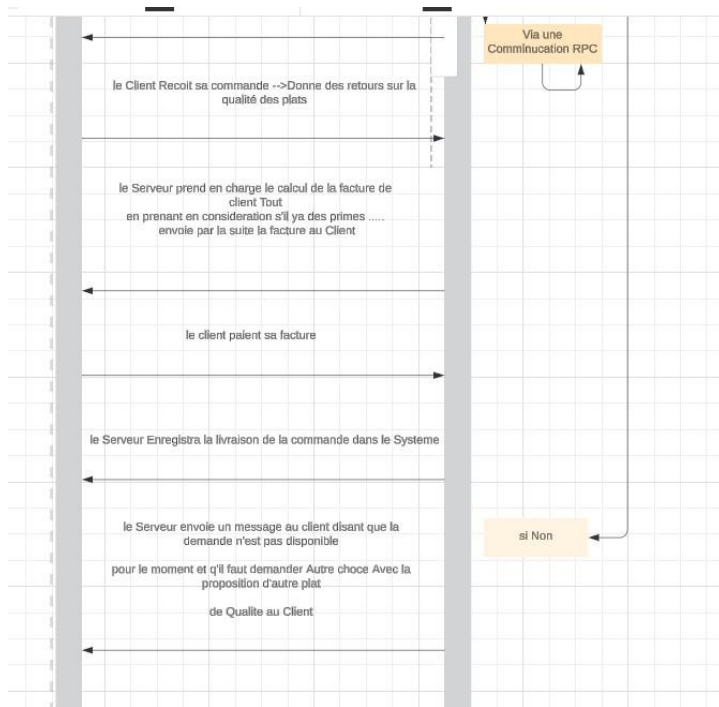 Via une
Comminucation RPC
le Client Recoit sa commande -->Donne des retours sur la
qualité des plats
le Serveur prend en charge le calcul de la facture de
client Tout
en prenant en consideration s'il ya des primes .....
envoie par la suite la facture au Client
le client paient sa facture
le Serveur Enregistra la livraison de la commande dans le Systeme
le Serveur envoie un message au client disant que la
demande n'est pas disponible
si Non
pour le moment et q'il faut demander Autre choce Avec la
proposition d'autre plat
de Qualite au Client